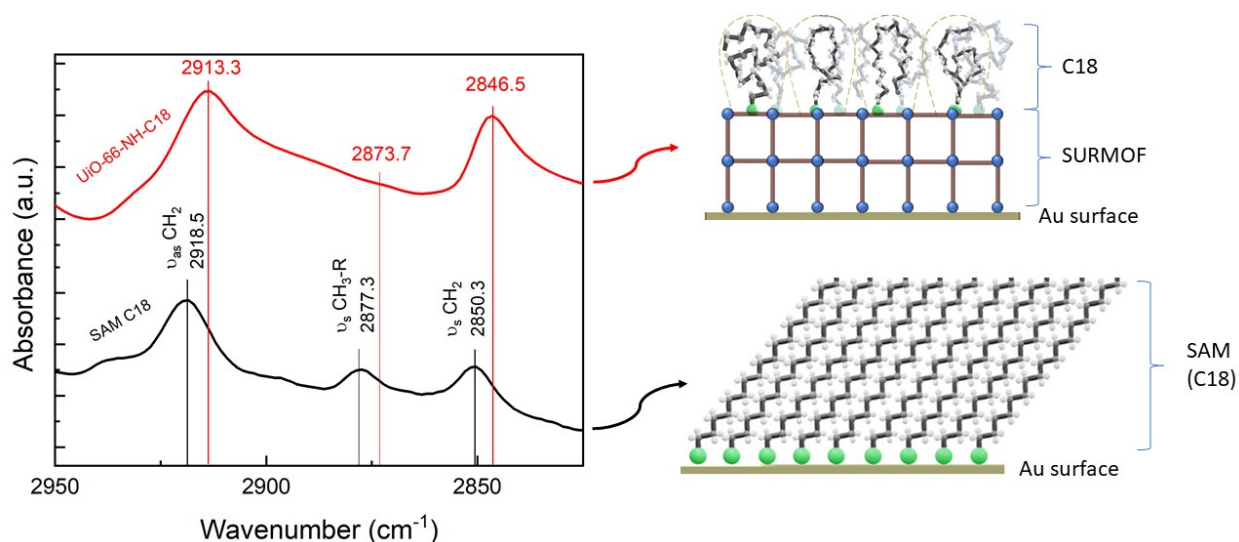 2913.3
2846.5
2873.7
UiO-66-NH-C18
υas CH2
2918.5
υs CH3-R
2877.3
υs CH2
2850.3
SAM C18
Absorbance (a.u.)
2950
2900
2850
Wavenumber (cm-1)
C18
SURMOF
Au surface
SAM
(C18)
Au surface